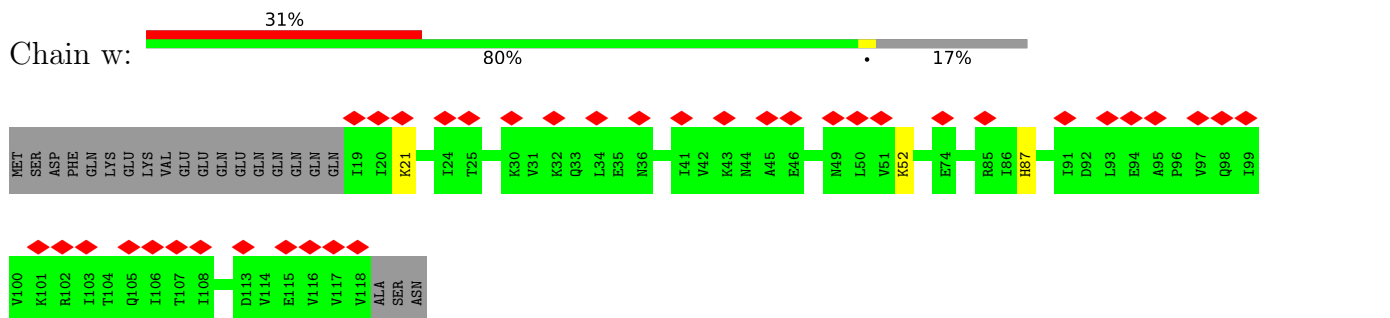 31%
Chain w:
80% • 17%
MET SER ASP PHE GLN LYS GLU LYS VAL GLU GLU GLN GLU GLN GLN GLN GLN GLN I19 I20 K21 I24 T25 K30 V31 K32 Q33 L34 E35 N36 I41 V42 K43 N44 A45 E46 N49 L50 V51 K52 E74 R85 I86 H87 I91 D92 L93 E94 A95 P96 V97 Q98 I99
V100 K101 R102 I103 T104 Q105 I106 T107 I108 D113 V114 E115 V116 V117 V118 ALA SER ASN